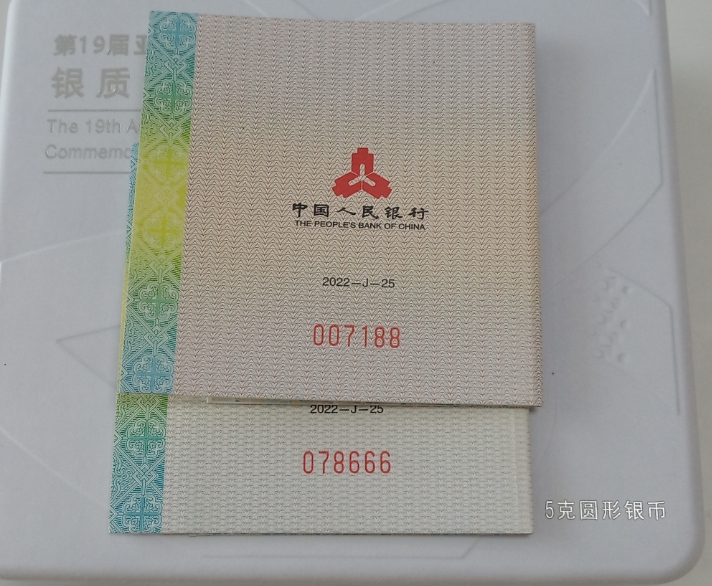 第19届亚
银质
The 19th A
Commemo
中国人民银行
THE PEOPLE'S BANK OF CHINA
2022-J-25
007188
2022-J-25
078666
5克圆形银币